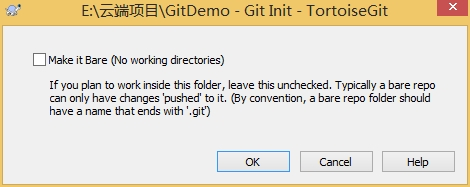 E:\云端项目\GitDemo - Git Init - TortoiseGit
Make it Bare (No working directories)
If you plan to work inside this folder, leave this unchecked. Typically a bare repo
can only have changes 'pushed' to it. (By convention, a bare repo folder should
have a name that ends with '.git')
OK
Cancel
Help